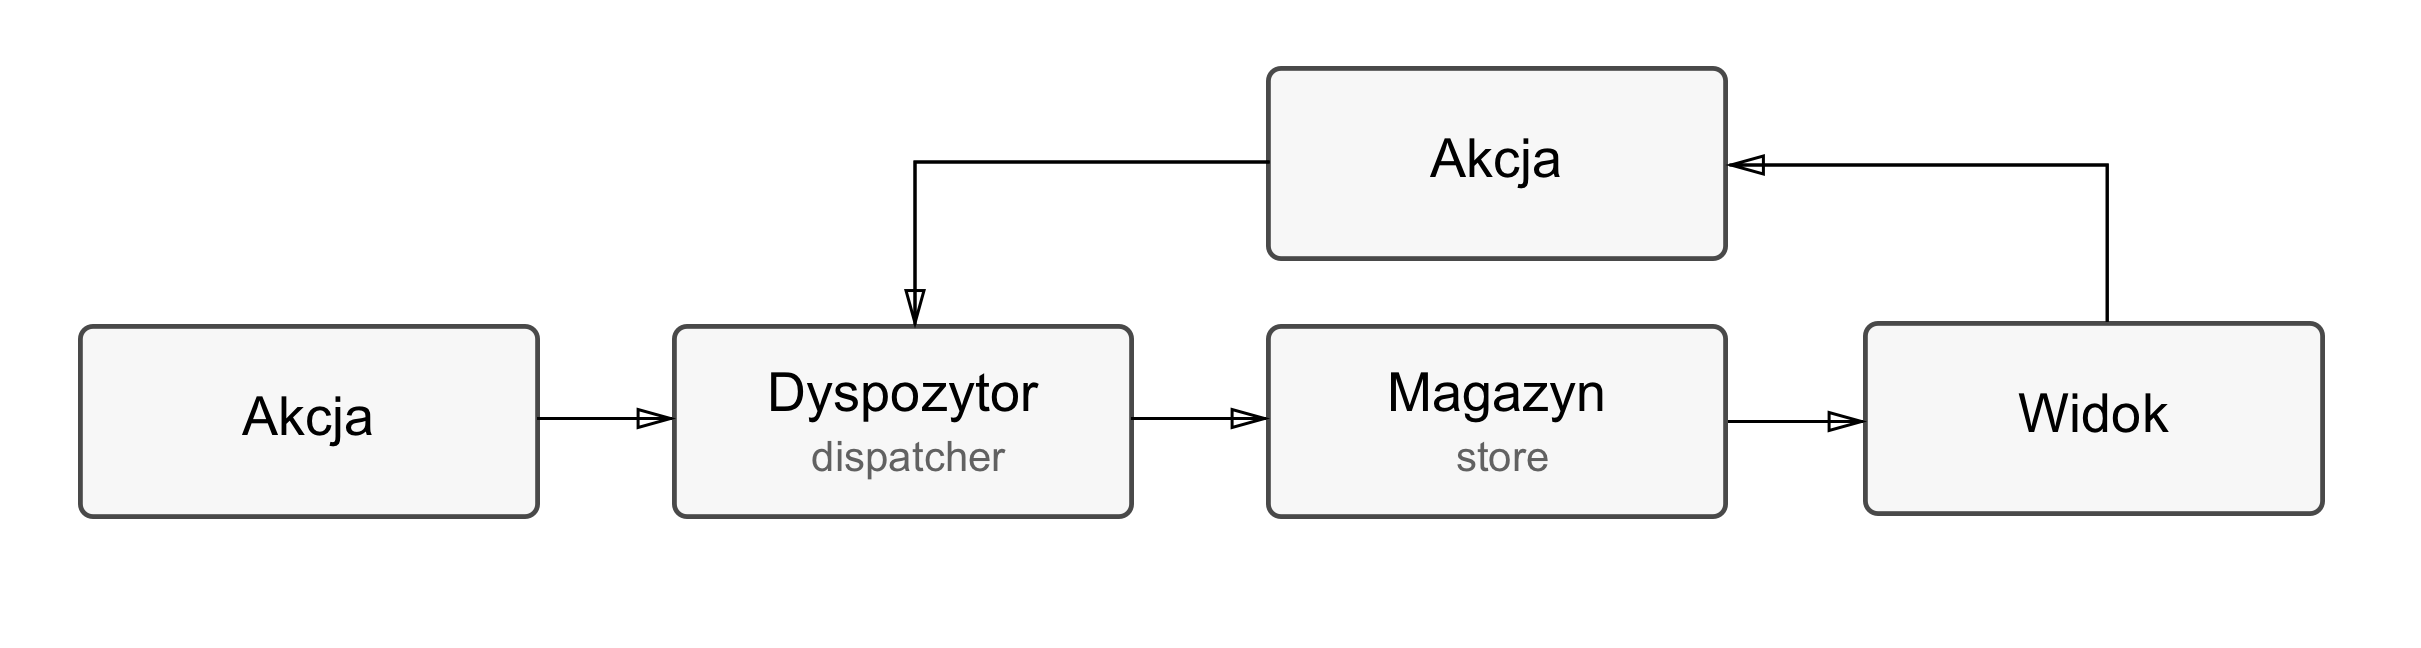 Akcja
Akcja
Dyspozytor
dispatcher
Magazyn
store
Widok